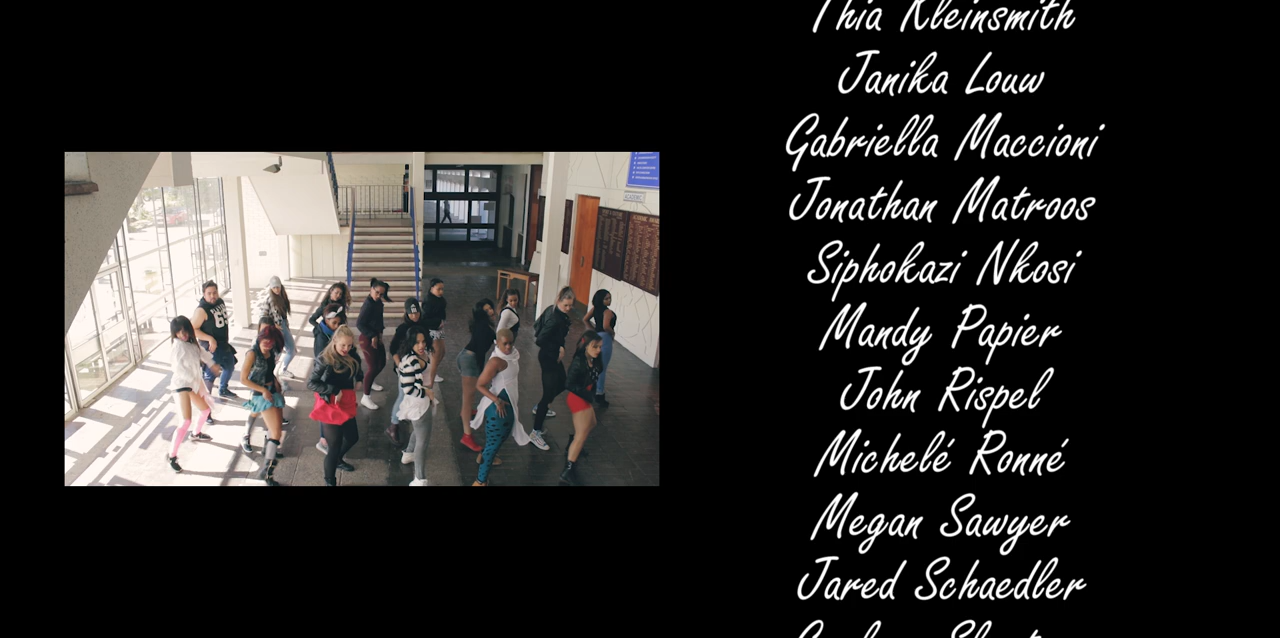 Thia Kleinsmith
Janika Louw
Gabriella Maccioni
Jonathan Matroos
Siphokazi Nkosi
Mandy Papier
John Rispel
Michelé Ronné
Megan Sawyer
Jared Schaedler